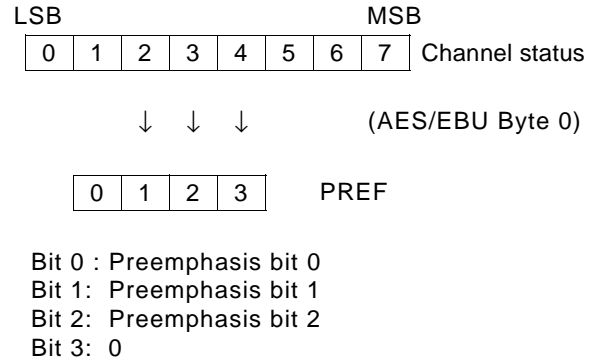 LSB MSB
0 1 2 3 4 5 6 7 Channel status
↓ ↓ ↓ (AES/EBU Byte 0)
0 1 2 3 PREF
Bit 0 : Preemphasis bit 0
Bit 1: Preemphasis bit 1
Bit 2: Preemphasis bit 2
Bit 3: 0